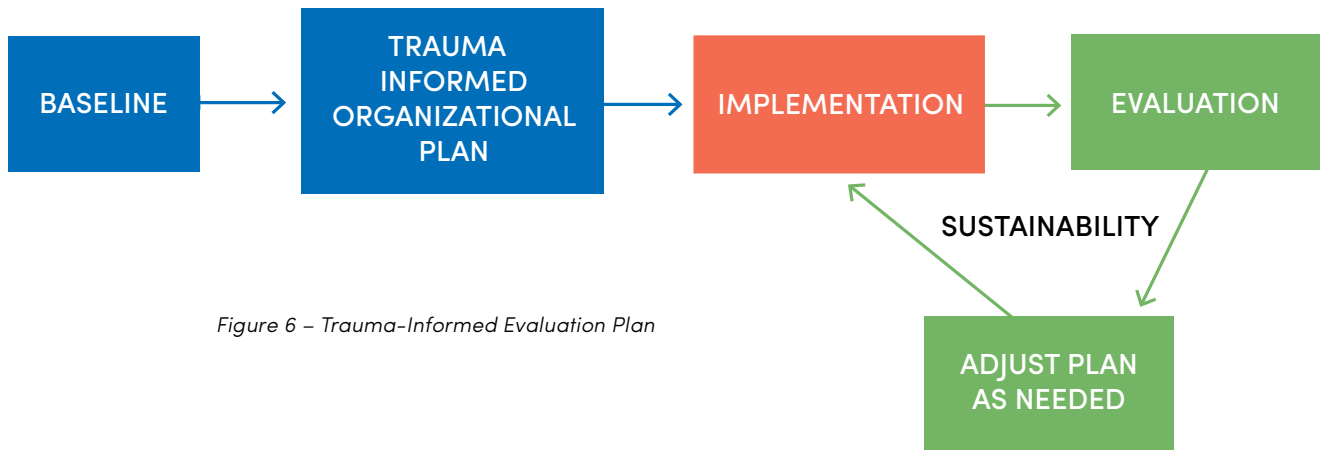 BASELINE
TRAUMA
INFORMED
ORGANIZATIONAL
PLAN
IMPLEMENTATION
EVALUATION
SUSTAINABILITY
ADJUST PLAN
AS NEEDED
Figure 6 – Trauma-Informed Evaluation Plan